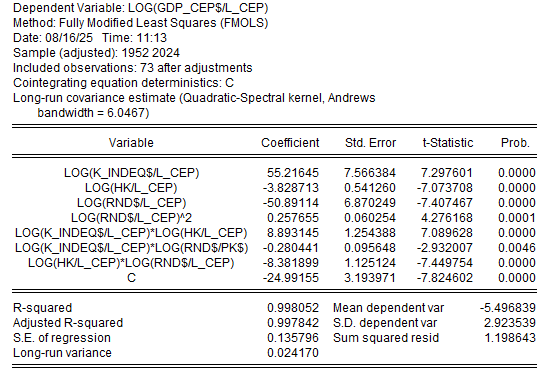 Dependent Variable: LOG(GDP_CEP$/L_CEP)
Method: Fully Modified Least Squares (FMOLS)
Date: 08/16/25 Time: 11:13
Sample (adjusted): 1952 2024
Included observations: 73 after adjustments
Cointegrating equation deterministics: C
Long-run covariance estimate (Quadratic-Spectral kernel, Andrews
bandwidth = 6.0467)
Variable Coefficient Std. Error t-Statistic Prob.
LOG(K_INDEQ$/L_CEP) 55.21645 7.566384 7.297601 0.0000
LOG(HK/L_CEP) -3.828713 0.541260 -7.073708 0.0000
LOG(RND$/L_CEP) -50.89114 6.870249 -7.407467 0.0000
LOG(RND$/L_CEP)^2 0.257655 0.060254 4.276168 0.0001
LOG(K_INDEQ$/L_CEP)*LOG(HK/L_CEP) 8.893145 1.254388 7.089628 0.0000
LOG(K_INDEQ$/L_CEP)*LOG(RND$/PK$) -0.280441 0.095648 -2.932007 0.0046
LOG(HK/L_CEP)*LOG(RND$/L_CEP) -8.381899 1.125124 -7.449754 0.0000
C -24.99155 3.193971 -7.824602 0.0000
R-squared 0.998052 Mean dependent var -5.496839
Adjusted R-squared 0.997842 S.D. dependent var 2.923539
S.E. of regression 0.135796 Sum squared resid 1.198643
Long-run variance 0.024170